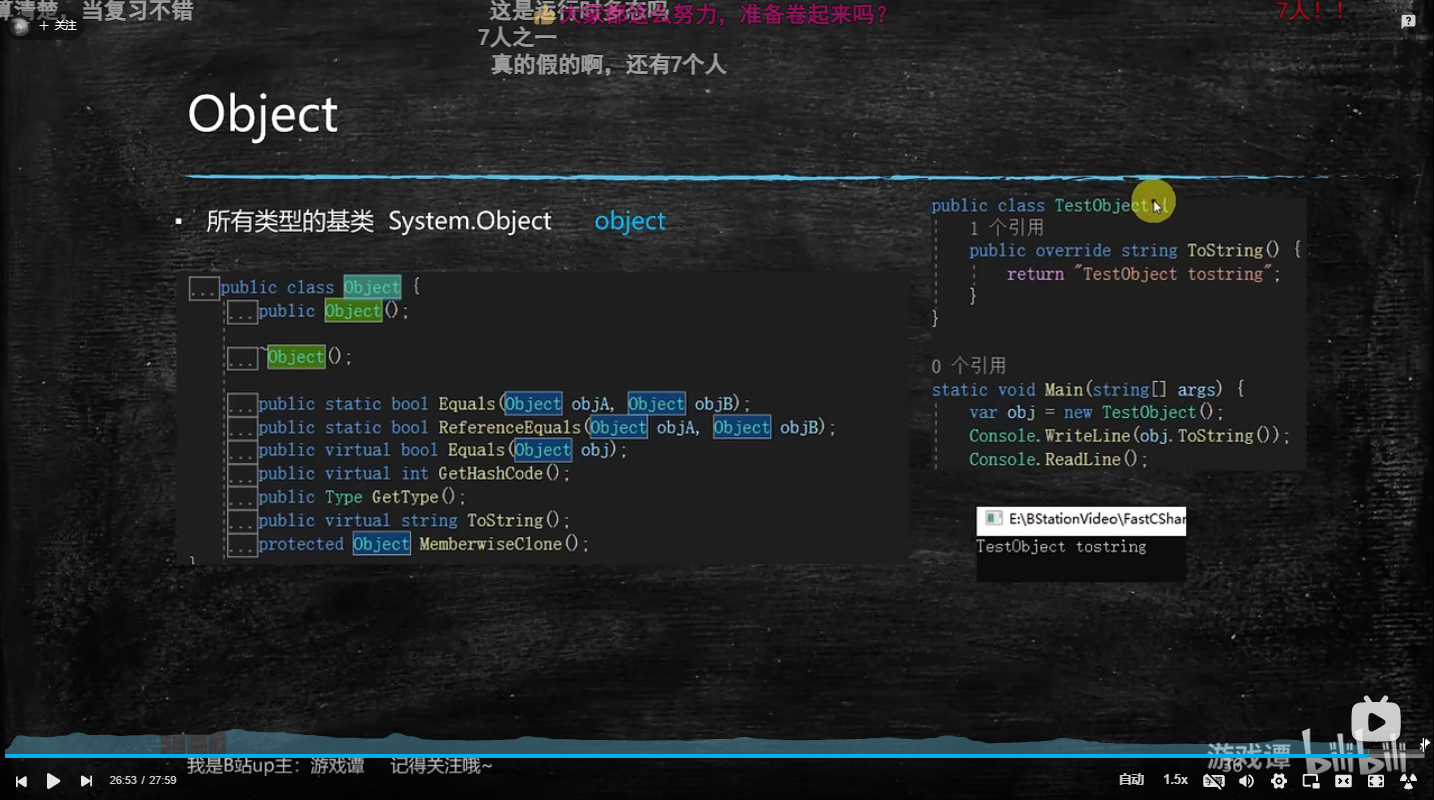 算清楚，当复习不错
这是运行时多态吗
大家都这么努力，准备卷起来吗？
7人！！
+ 关注
7人之一
真的假的啊，还有7个人
Object
所有类型的基类 System.Object object
...public class Object {
...public Object();
...~Object();
...public static bool Equals(Object objA, Object objB);
...public static bool ReferenceEquals(Object objA, Object objB);
...public virtual bool Equals(Object obj);
...public virtual int GetHashCode();
...public Type GetType();
...public virtual string ToString();
...protected Object MemberwiseClone();
}
public class TestObject {
1 个引用
public override string ToString() {
return "TestObject tostring";
}
}
0 个引用
static void Main(string[] args) {
var obj = new TestObject();
Console.WriteLine(obj.ToString());
Console.ReadLine();
E:\BStationVideo\FastCShar
TestObject tostring
我是B站up主：游戏谭 记得关注哦~
游戏谭 bilibili
26:53 / 27:59
自动 1.5x